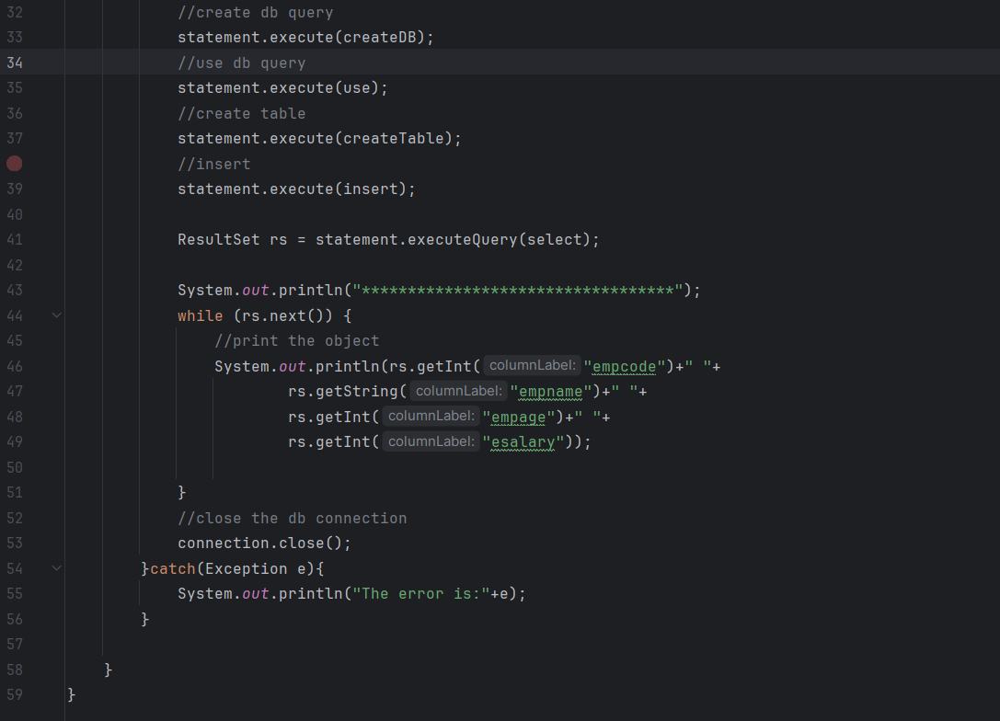 32 //create db query
33 statement.execute(createDB);
34 //use db query
35 statement.execute(use);
36 //create table
37 statement.execute(createTable);
//insert
39 statement.execute(insert);
40
41 ResultSet rs = statement.executeQuery(select);
42
43 System.out.println("**********************************");
44 while (rs.next()) {
45 //print the object
46 System.out.println(rs.getInt( columnLabel: "empcode")+" "+
47 rs.getString( columnLabel: "empname")+" "+
48 rs.getInt( columnLabel: "empage")+" "+
49 rs.getInt( columnLabel: "esalary"));
50
51 }
52 //close the db connection
53 connection.close();
54 }catch(Exception e){
55 System.out.println("The error is:"+e);
56 }
57
58 }
59 }